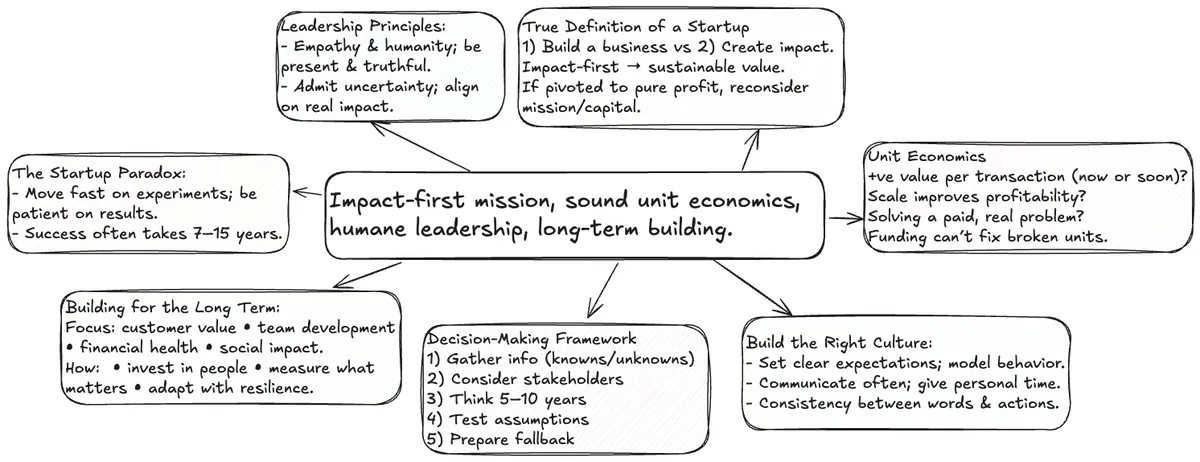 Leadership Principles:
- Empathy & humanity; be
present & truthful.
- Admit uncertainty; align
on real impact.
True Definition of a Startup
1) Build a business vs 2) Create impact.
Impact-first → sustainable value.
If pivoted to pure profit, reconsider
mission/capital.
The Startup Paradox:
- Move fast on experiments; be
patient on results.
- Success often takes 7–15 years.
Impact-first mission, sound unit economics,
humane leadership, long-term building.
Unit Economics
+ve value per transaction (now or soon)?
Scale improves profitability?
Solving a paid, real problem?
Funding can't fix broken units.
Building for the Long Term:
Focus: customer value • team development
• financial health • social impact.
How: • invest in people • measure what
matters • adapt with resilience.
Decision-Making Framework
1) Gather info (knowns/unknowns)
2) Consider stakeholders
3) Think 5–10 years
4) Test assumptions
5) Prepare fallback
Build the Right Culture:
- Set clear expectations; model behavior.
- Communicate often; give personal time.
- Consistency between words & actions.